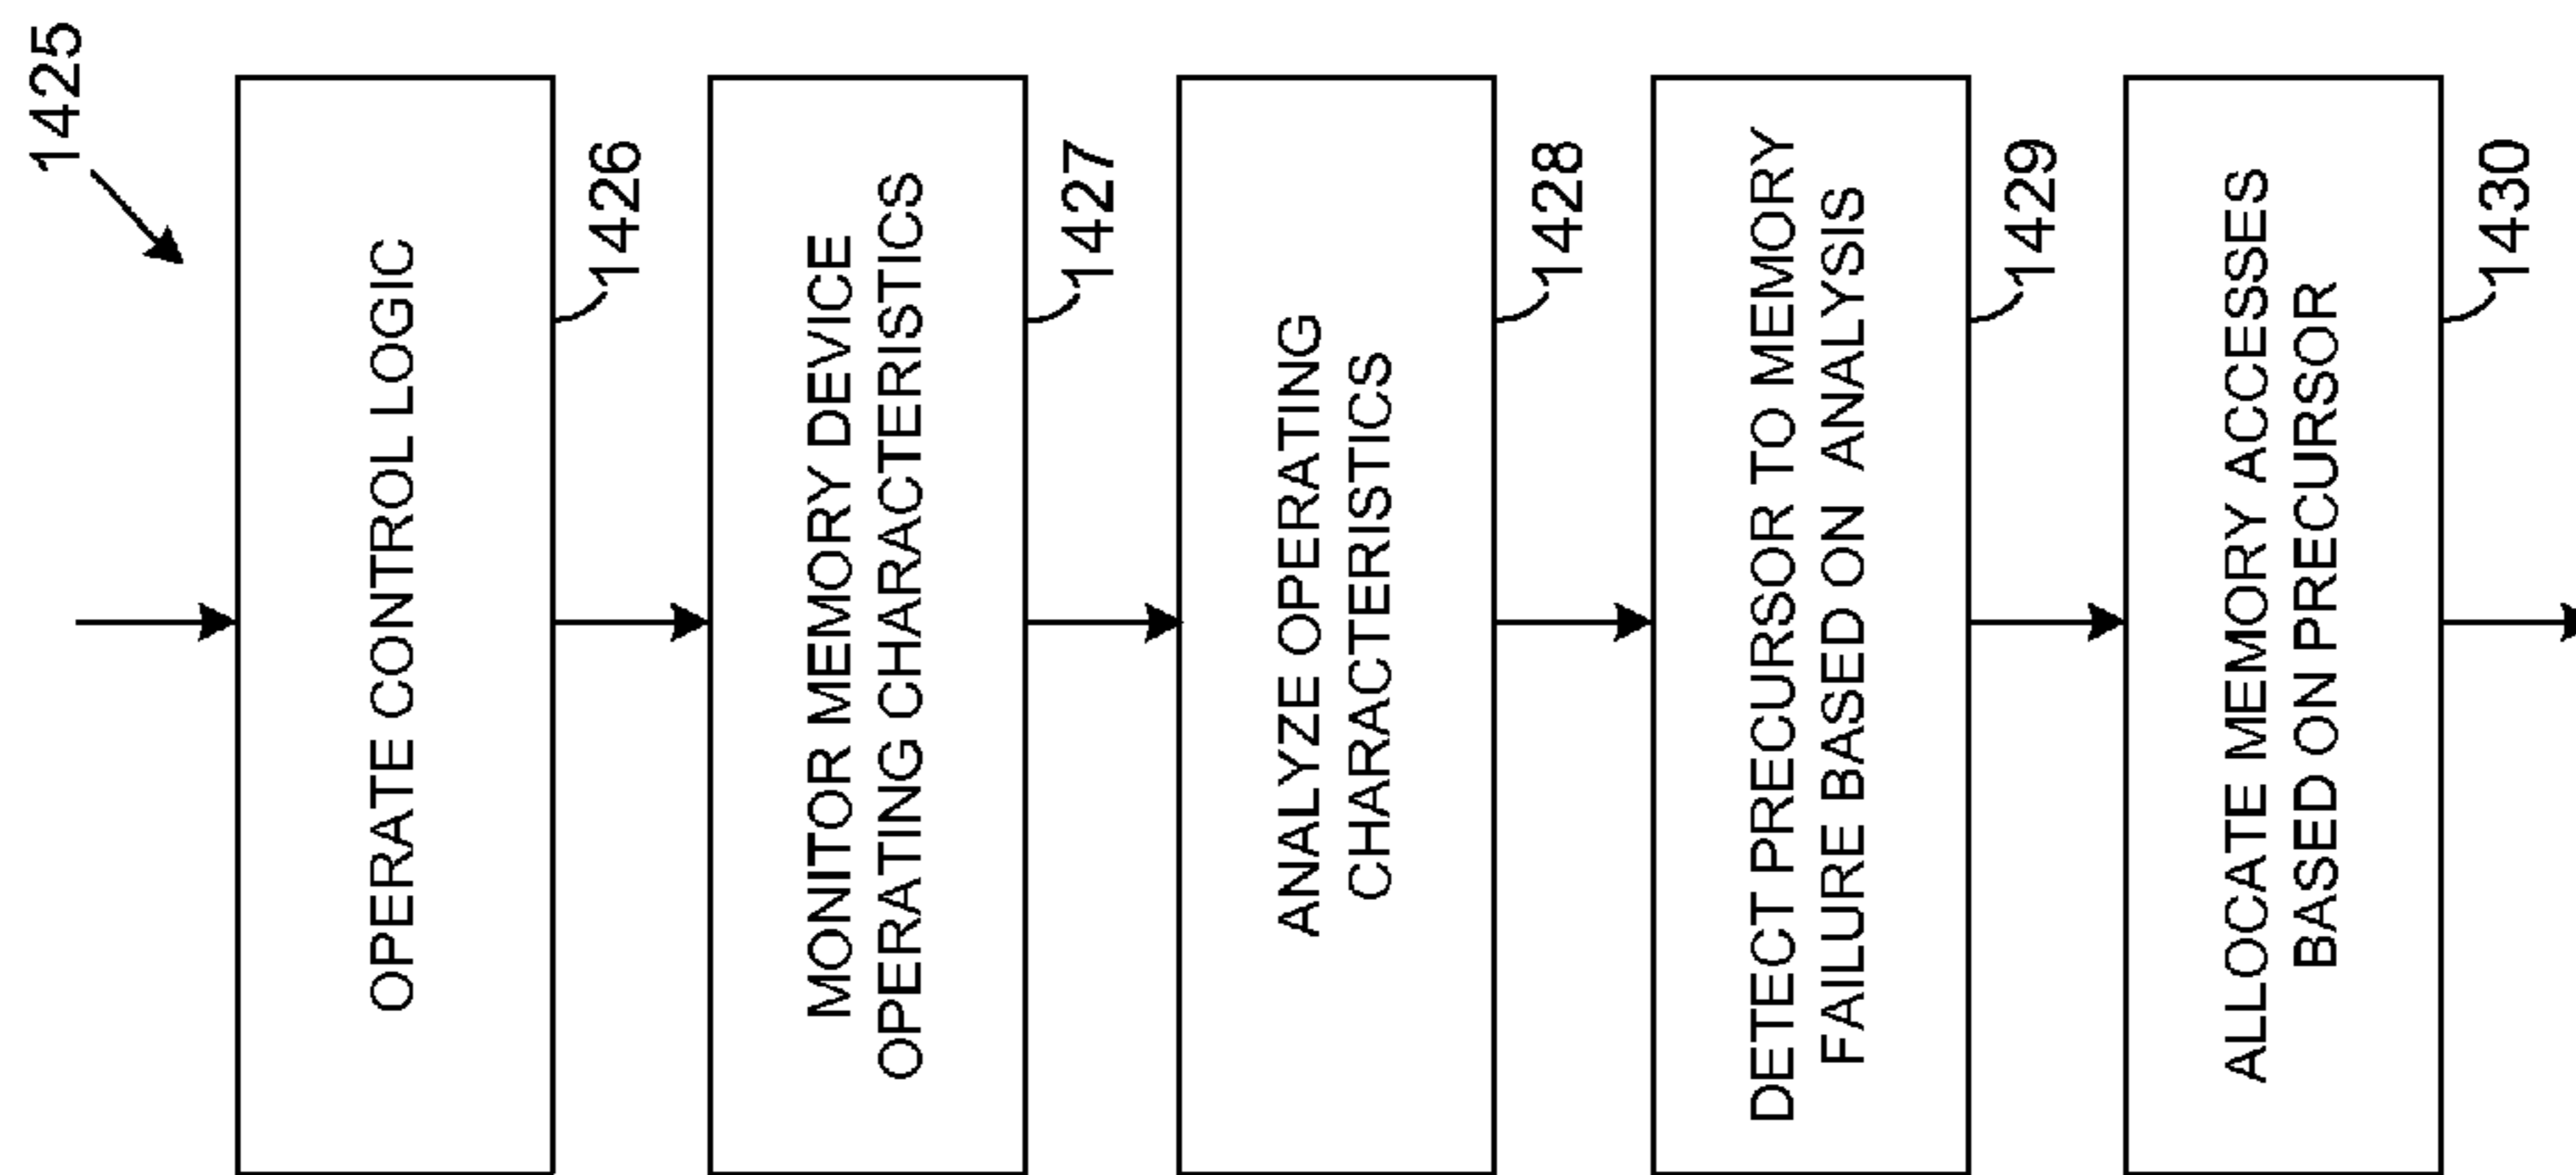 1425
OPERATE CONTROL LOGIC
1426
MONITOR MEMORY DEVICE
OPERATING CHARACTERISTICS
1427
ANALYZE OPERATING
CHARACTERISTICS
1428
DETECT PRECURSOR TO MEMORY
FAILURE BASED ON ANALYSIS
1429
ALLOCATE MEMORY ACCESSES
BASED ON PRECURSOR
1430